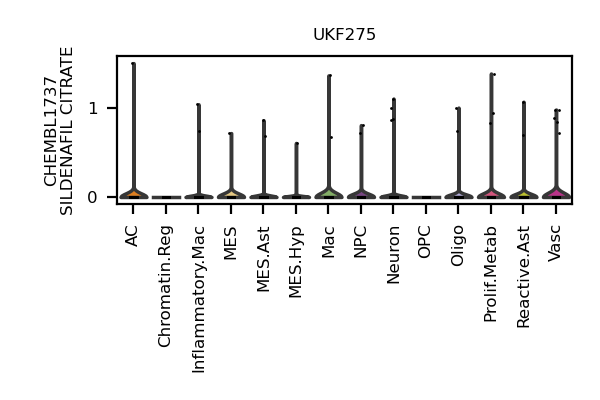 UKF275
CHEMBL1737
SILDENAFIL CITRATE
1
0
AC
Chromatin.Reg
Inflammatory.Mac
MES
MES.Ast
MES.Hyp
Mac
NPC
Neuron
OPC
Oligo
Prolif.Metab
Reactive.Ast
Vasc